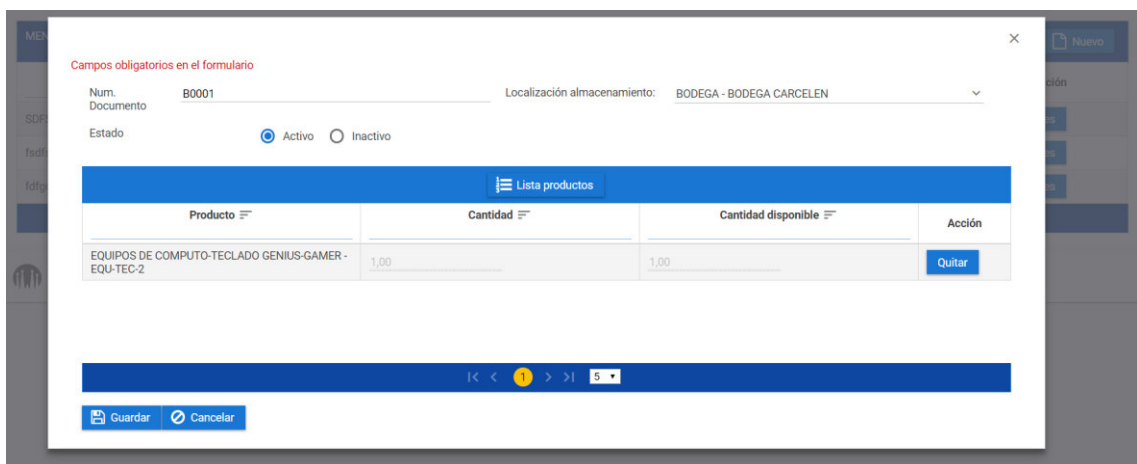 MEN
Nuevo
Campos obligatorios en el formulario
Num. Documento B0001 Localización almacenamiento: BODEGA - BODEGA CARCELEN
ción
Estado Activo Inactivo
Lista productos
Producto Cantidad Cantidad disponible Acción
EQUIPOS DE COMPUTO-TECLADO GENIUS-GAMER -
EQU-TEC-2 1,00 1,00 Quitar
1 5
Guardar Cancelar